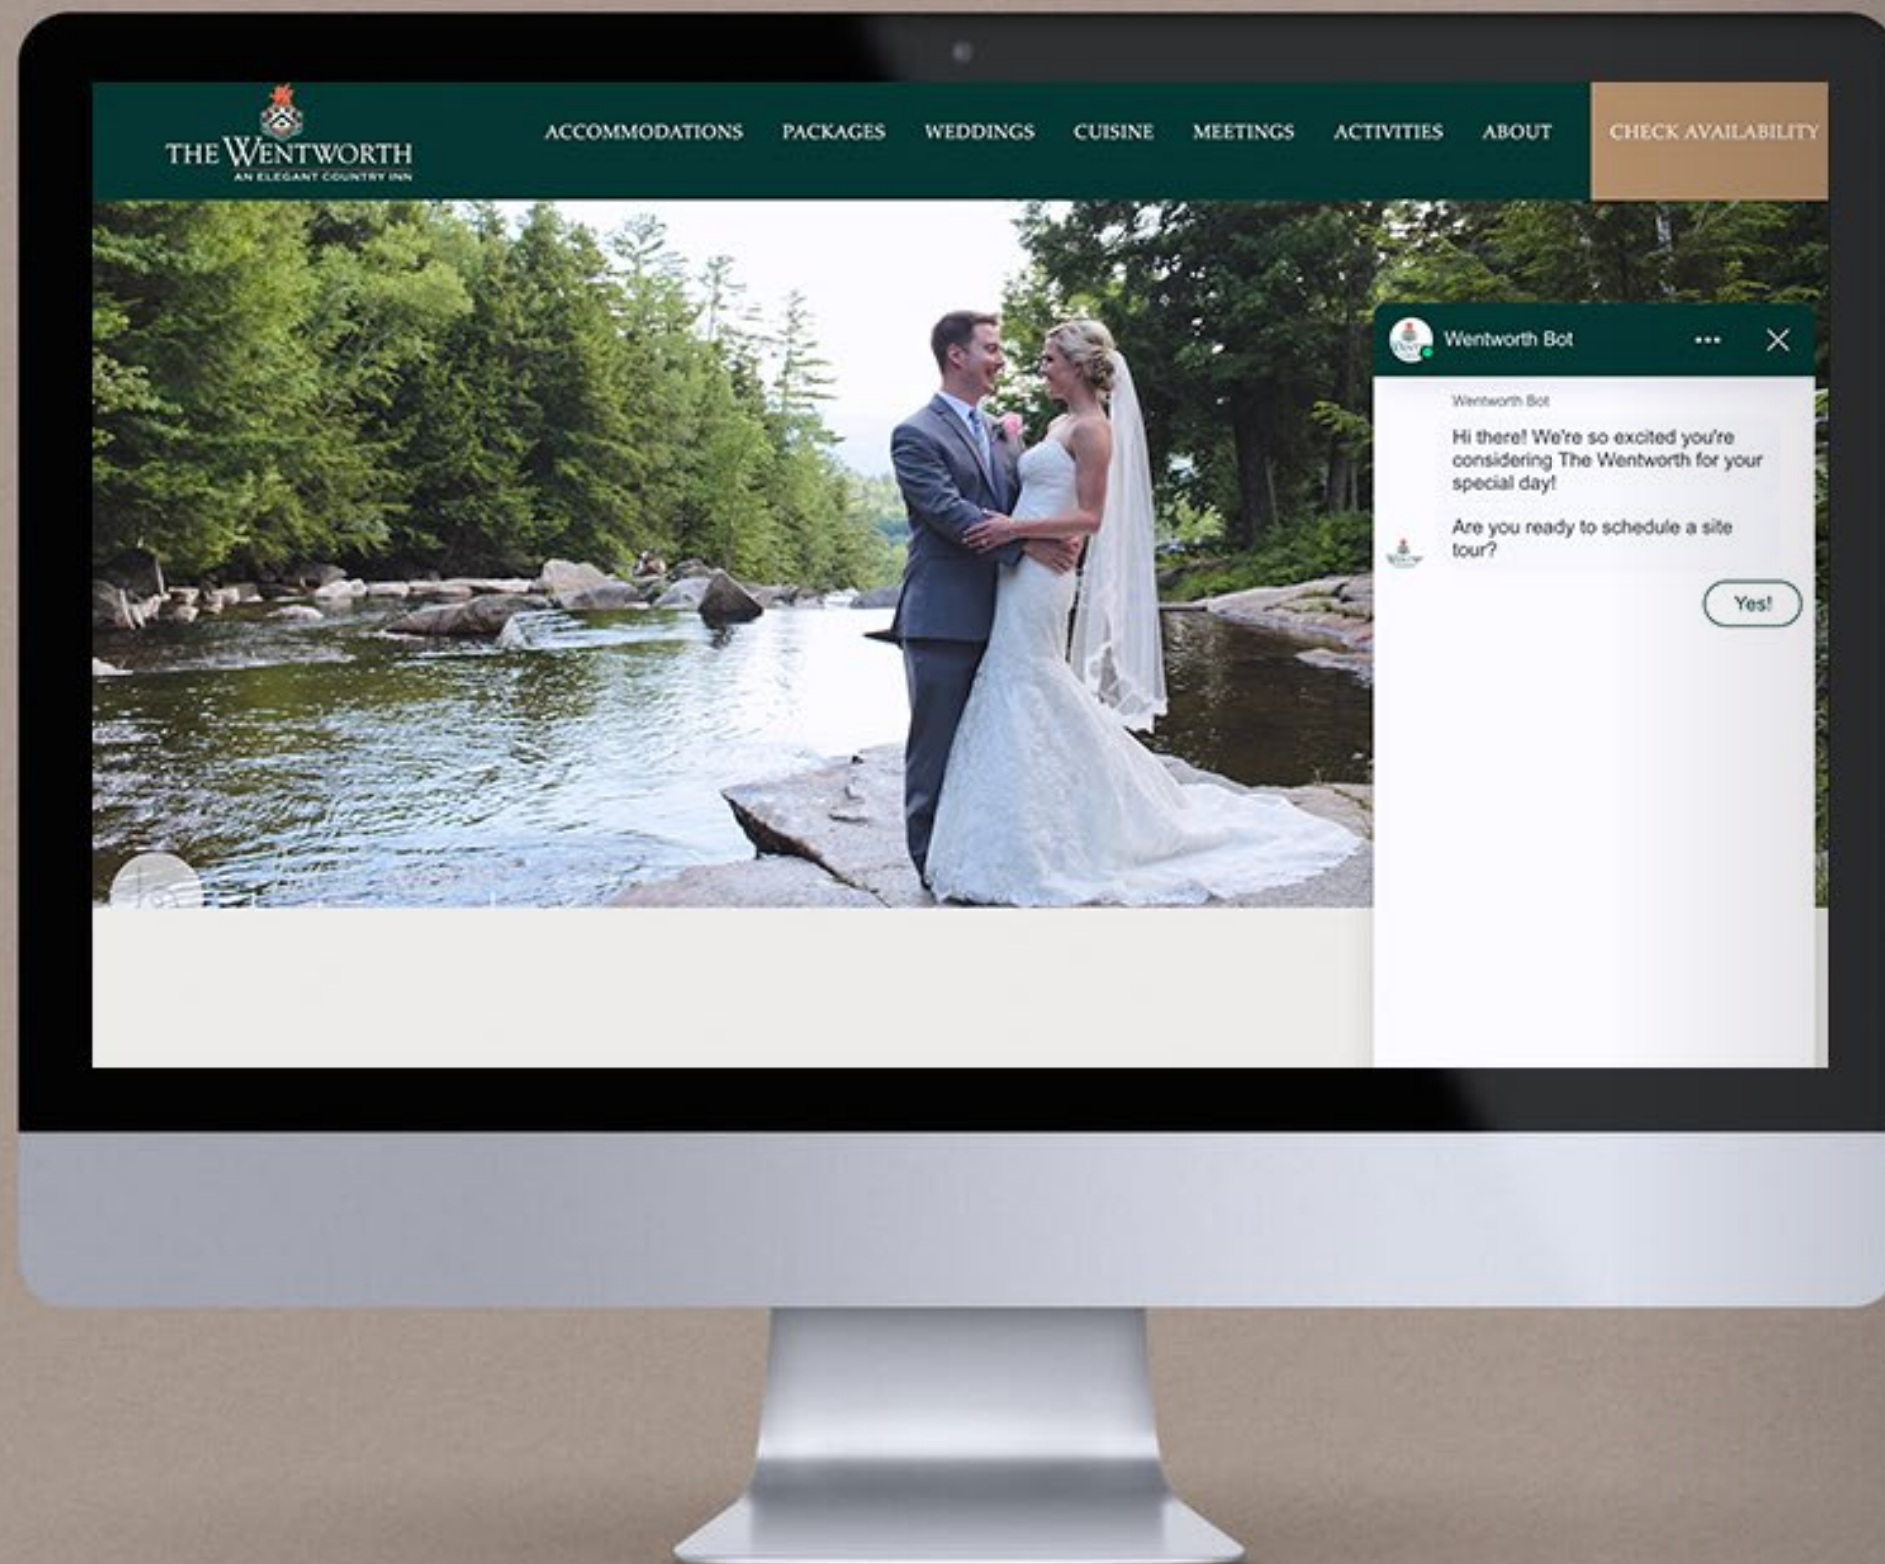 THE WENTWORTH
AN ELEGANT COUNTRY INN
ACCOMMODATIONS
PACKAGES
WEDDINGS
CUISINE
MEETINGS
ACTIVITIES
ABOUT
CHECK AVAILABILITY
Wentworth Bot
Wentworth Bot
Hi there! We're so excited you're
considering The Wentworth for your
special day!
Are you ready to schedule a site
tour?
Yes!